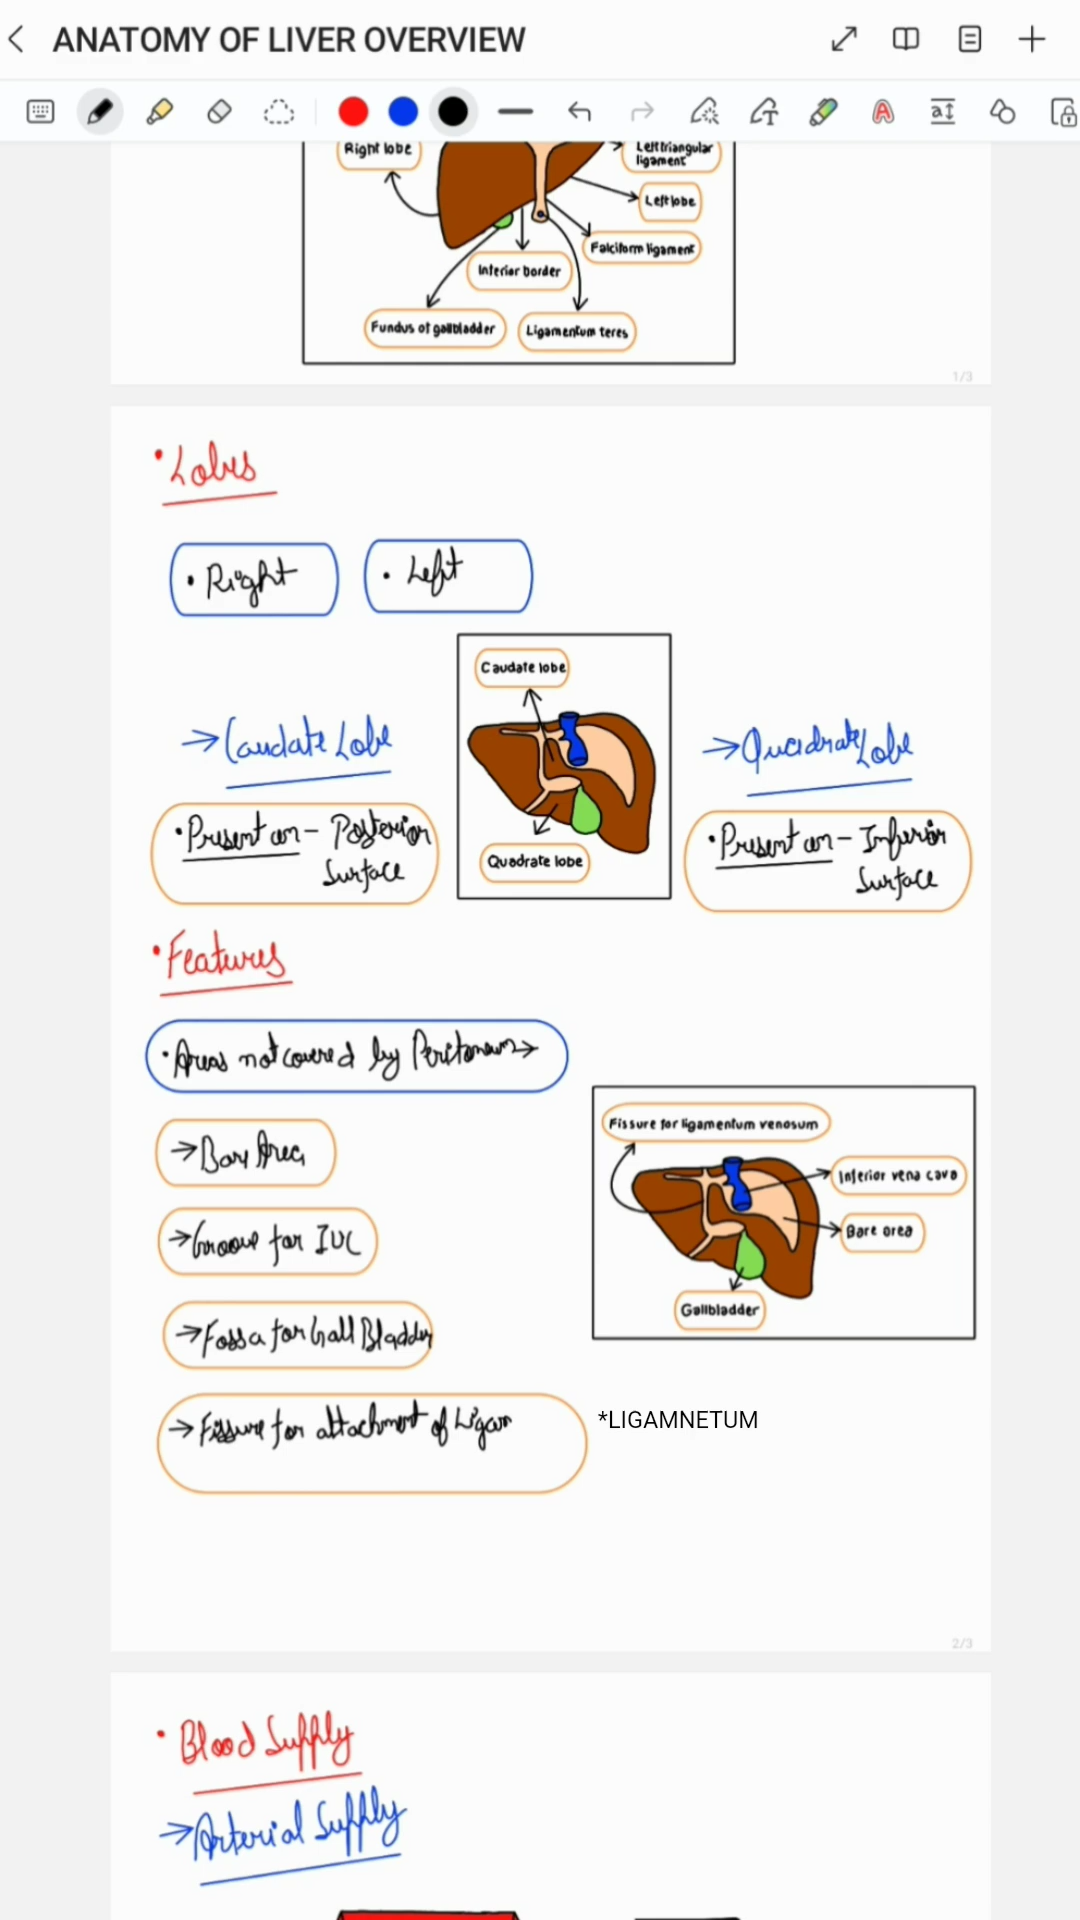 ANATOMY OF LIVER OVERVIEW
Right lobe
Left triangular
ligament
Left lobe
Falciform ligament
Inferior border
Fundus of gallbladder
Ligamentum teres
1/3
• Lobes
• Right
• Left
Caudate lobe
→ Caudate Lobe
→ Quadrate Lobe
• Present on - Posterior
Surface
Quadrate lobe
• Present on - Inferior
Surface
• Features
• Areas not covered by Peritoneum →
Fissure for ligamentum venosum
→ Bare Area
Inferior vena cava
Bare area
→ Groove for IVC
Gallbladder
→ Fossa for Gall Bladder
→ Fissure for attachment of Ligam
*LIGAMNETUM
2/3
• Blood Supply
→ Arterial Supply